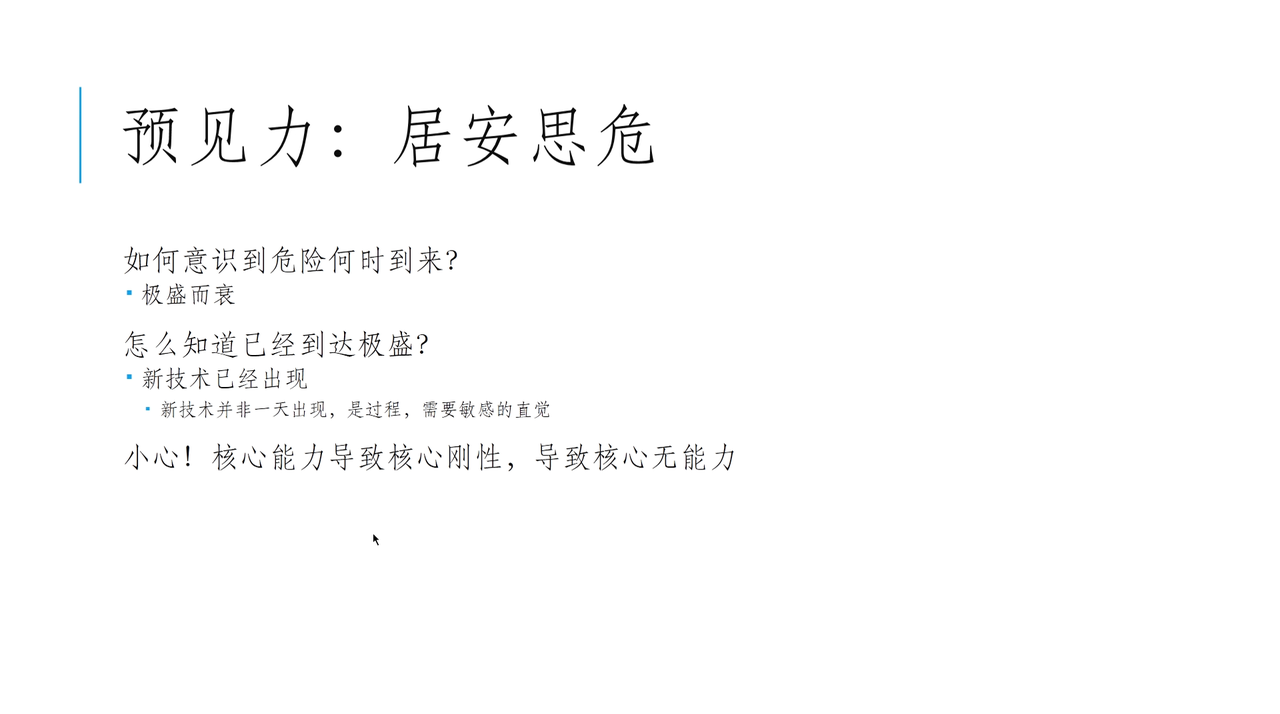 预见力：居安思危
如何意识到危险何时到来？
极盛而衰
怎么知道已经到达极盛？
新技术已经出现
新技术并非一天出现，是过程，需要敏感的直觉
小心！核心能力导致核心刚性，导致核心无能力